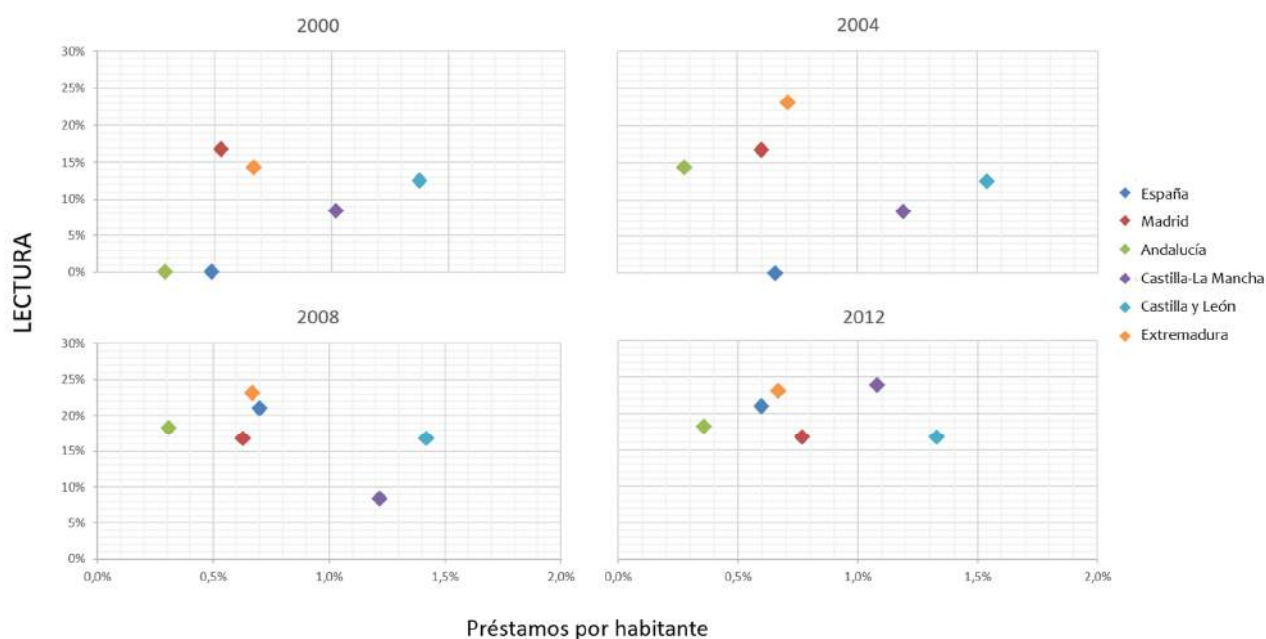 2000
2004
30%
25%
20%
15%
10%
5%
0%
LECTURA
España
Madrid
Andalucía
Castilla-La Mancha
Castilla y León
Extremadura
2008
2012
30%
25%
20%
15%
10%
5%
0%
0,0% 0,5% 1,0% 1,5% 2,0%
0,0% 0,5% 1,0% 1,5% 2,0%
Préstamos por habitante